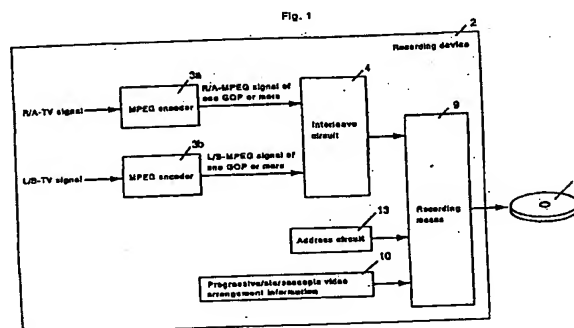 Fig. 1
2
Recording device
3a
R/A-TV signal
MPEG encoder
R/A-MPEG signal of
one GOP or more
4
Interleave
circuit
3b
L/B-TV signal
MPEG encoder
L/B-MPEG signal of
one GOP or more
9
Recording
means
13
Address circuit
10
Progressive/stereoscopic video
arrangement information